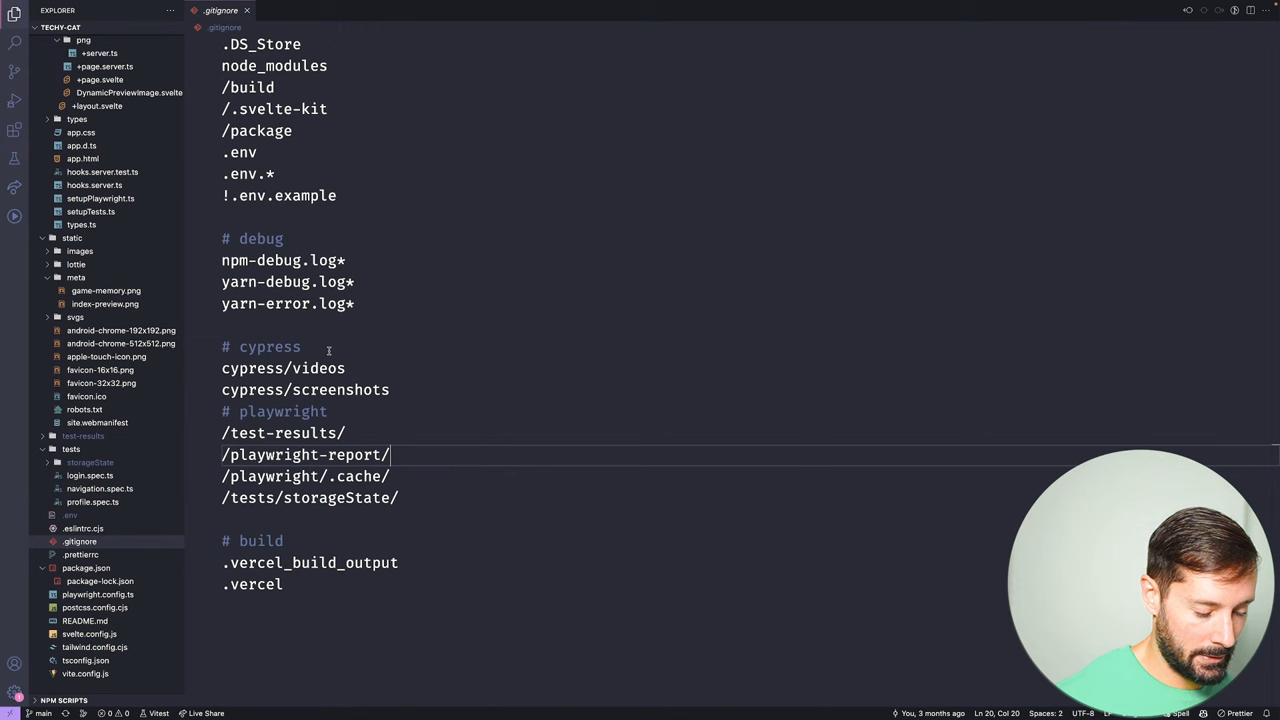 EXPLORER
TECHY-CAT
png
+server.ts
+page.server.ts
+page.svelte
DynamicPreviewImage.svelte
+layout.svelte
types
app.css
app.d.ts
app.html
hooks.server.test.ts
hooks.server.ts
setupPlaywright.ts
setupTests.ts
types.ts
static
images
lottie
meta
game-memory.png
index-preview.png
svgs
android-chrome-192x192.png
android-chrome-512x512.png
apple-touch-icon.png
favicon-16x16.png
favicon-32x32.png
favicon.ico
robots.txt
site.webmanifest
test-results
tests
storageState
login.spec.ts
navigation.spec.ts
profile.spec.ts
.env
.eslintrc.cjs
.gitignore
.prettierrc
package.json
package-lock.json
playwright.config.ts
postcss.config.cjs
README.md
svelte.config.js
tailwind.config.cjs
tsconfig.json
vite.config.js
NPM SCRIPTS
.gitignore
.gitignore
.DS_Store
node_modules
/build
/.svelte-kit
/package
.env
.env.*
!.env.example
# debug
npm-debug.log*
yarn-debug.log*
yarn-error.log*
# cypress
cypress/videos
cypress/screenshots
# playwright
/test-results/
/playwright-report/
/playwright/.cache/
/tests/storageState/
# build
.vercel_build_output
.vercel
main 0 0 Vitest Live Share You, 3 months ago Ln 20, Col 20 Spaces: 2 UTF-8 Spell Prettier